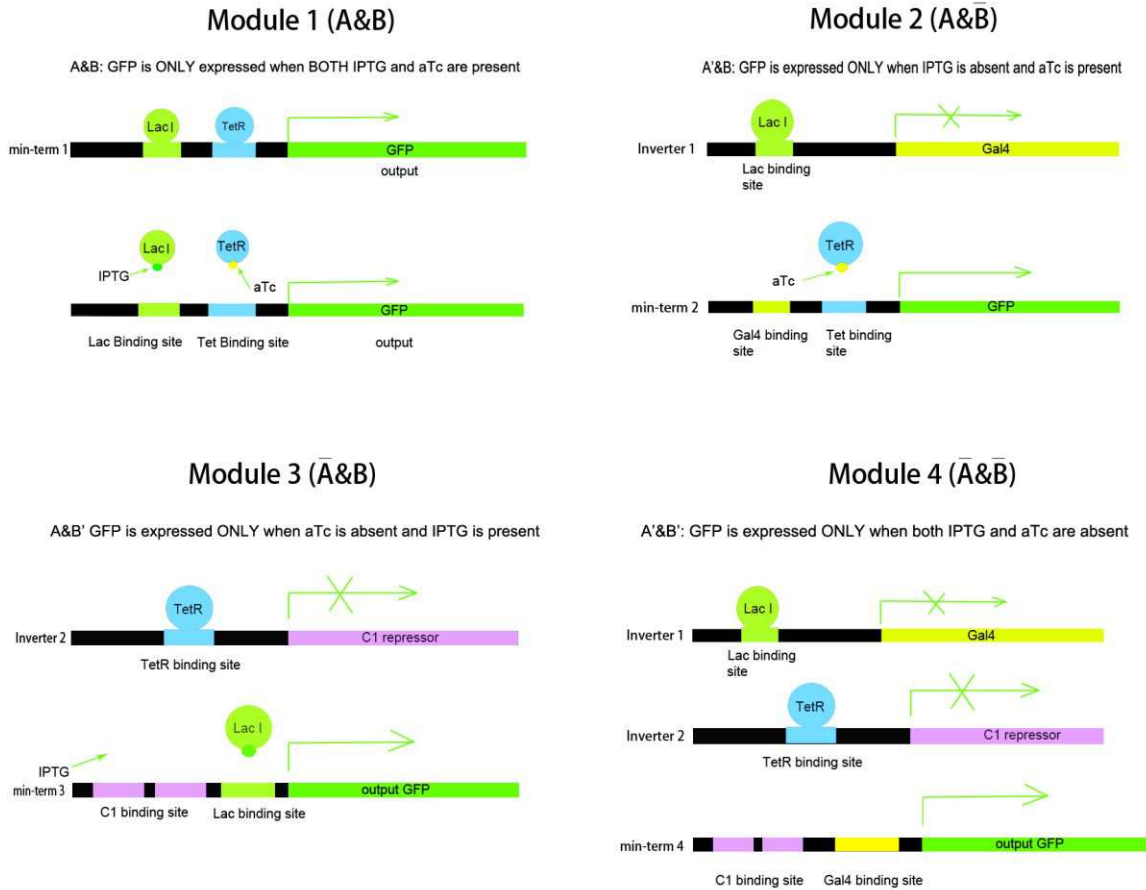 Module 1 (A&B)
A&B: GFP is ONLY expressed when BOTH IPTG and aTc are present
Lac I
TetR
min-term 1
GFP
output
Lac I
TetR
IPTG
aTc
GFP
Lac Binding site
Tet Binding site
output
Module 2 (A&B̅)
A'&B: GFP is expressed ONLY when IPTG is absent and aTc is present
Lac I
Inverter 1
Gal4
Lac binding
site
TetR
aTc
min-term 2
GFP
Gal4 binding
site
Tet binding
site
Module 3 (A̅&B)
A&B' GFP is expressed ONLY when aTc is absent and IPTG is present
TetR
Inverter 2
C1 repressor
TetR binding site
Lac I
IPTG
min-term 3
output GFP
C1 binding site
Lac binding site
Module 4 (A̅&B̅)
A'&B': GFP is expressed ONLY when both IPTG and aTc are absent
Lac I
Inverter 1
Gal4
Lac binding
site
TetR
Inverter 2
C1 repressor
TetR binding site
min-term 4
output GFP
C1 binding site
Gal4 binding site